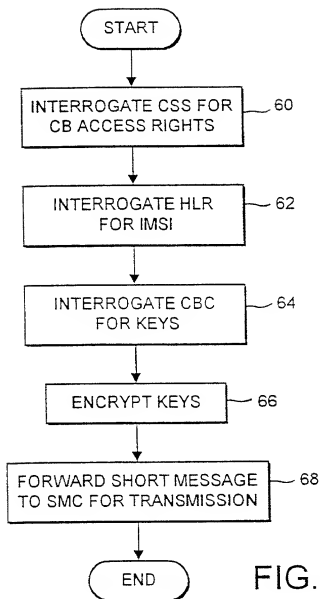 START
INTERROGATE CSS FOR
CB ACCESS RIGHTS
60
INTERROGATE HLR
FOR IMSI
62
INTERROGATE CBC
FOR KEYS
64
ENCRYPT KEYS
66
FORWARD SHORT MESSAGE
TO SMC FOR TRANSMISSION
68
END
FIG.